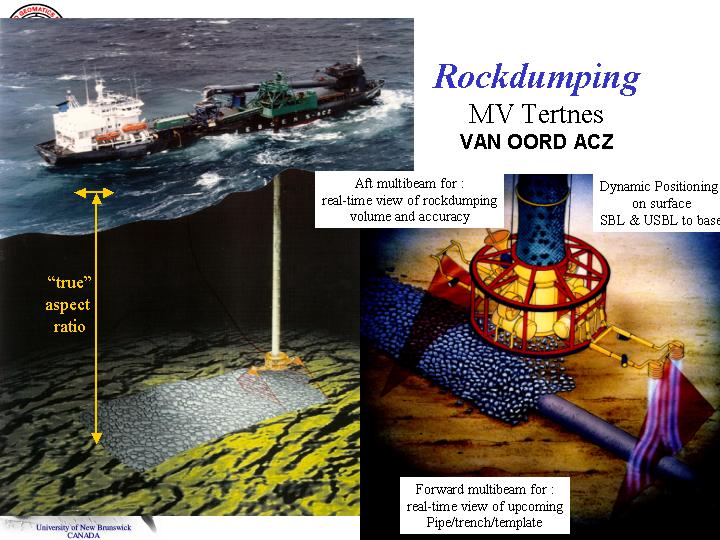 GEOMATICS
Rockdumping
MV Tertnes
VAN OORD ACZ
Aft multibeam for :
real-time view of rockdumping
volume and accuracy
Dynamic Positioning
on surface
SBL & USBL to base
“true”
aspect
ratio
Forward multibeam for :
real-time view of upcoming
Pipe/trench/template
University of New Brunswick
CANADA